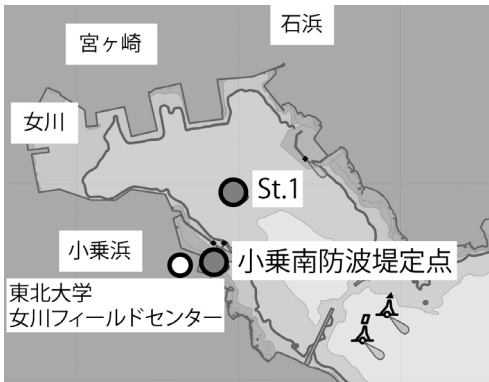 石浜
宮ヶ崎
女川
St.1
小乗浜
小乗南防波堤定点
東北大学
女川フィールドセンター